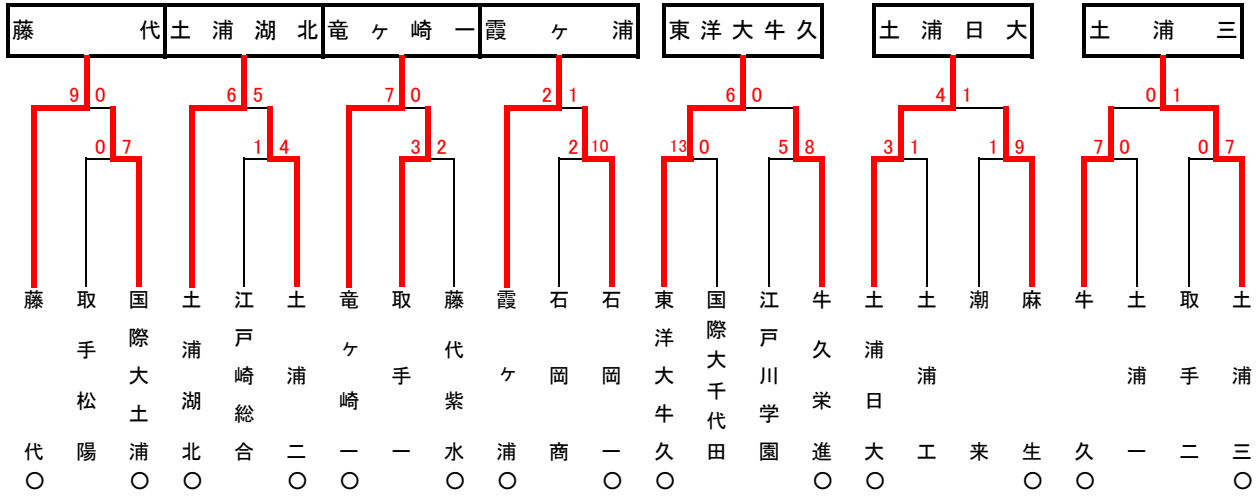 藤代 土浦湖北 竜ヶ崎一 霞ヶ浦 東洋大牛久 土浦日大 土浦三
9 0 6 5 7 0 2 1 6 0 4 1 0 1
0 7 1 4 3 2 2 10 13 0 5 8 3 1 1 9 7 0 0 7
藤代○
取手松陽
国際大土浦○
土浦湖北○
江戸崎総合
土浦二○
竜ヶ崎一○
取手一
藤代紫水○
霞ヶ浦○
石岡商
石岡一○
東洋大牛久○
国際大千代田
江戸川学園
牛久栄進○
土浦日大○
土浦工
潮来
麻生○
牛久○
土浦一
取手二
土浦三○